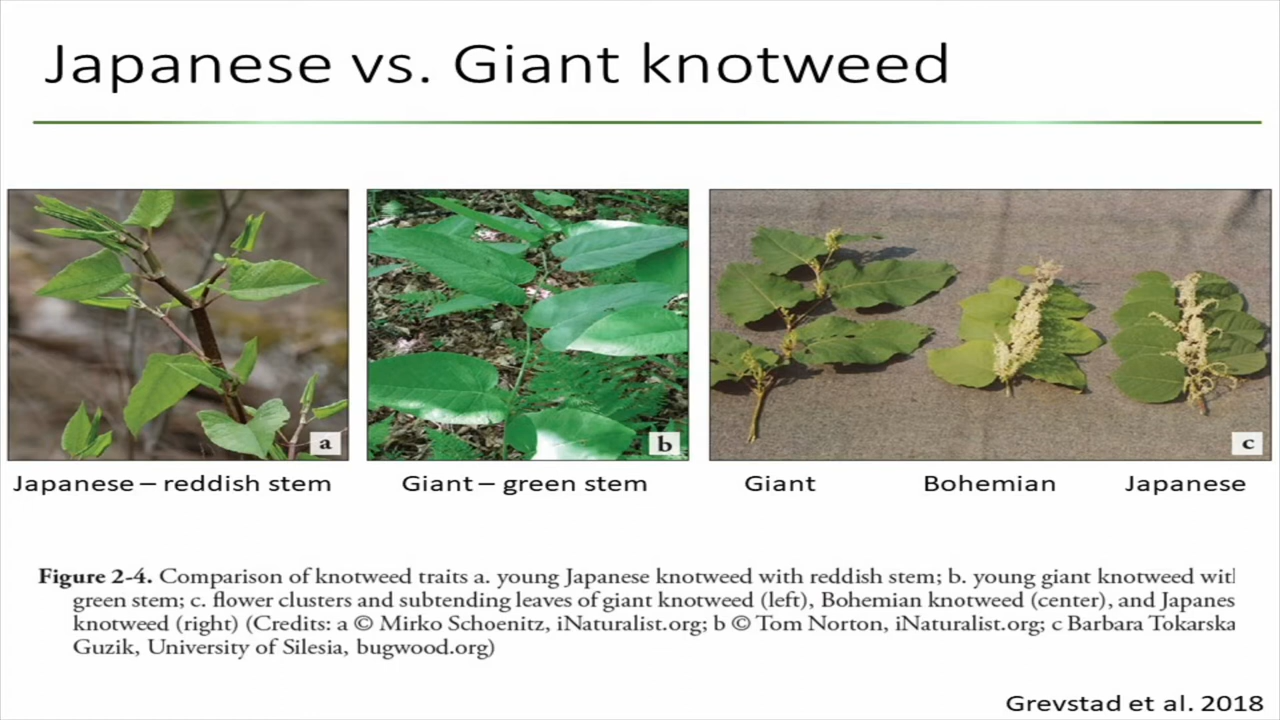 Japanese vs. Giant knotweed
a
b
c
Japanese – reddish stem
Giant – green stem
Giant
Bohemian
Japanese
Figure 2-4. Comparison of knotweed traits a. young Japanese knotweed with reddish stem; b. young giant knotweed wit
green stem; c. flower clusters and subtending leaves of giant knotweed (left), Bohemian knotweed (center), and Japanes
knotweed (right) (Credits: a © Mirko Schoenitz, iNaturalist.org; b © Tom Norton, iNaturalist.org; c Barbara Tokarska
Guzik, University of Silesia, bugwood.org)
Grevstad et al. 2018